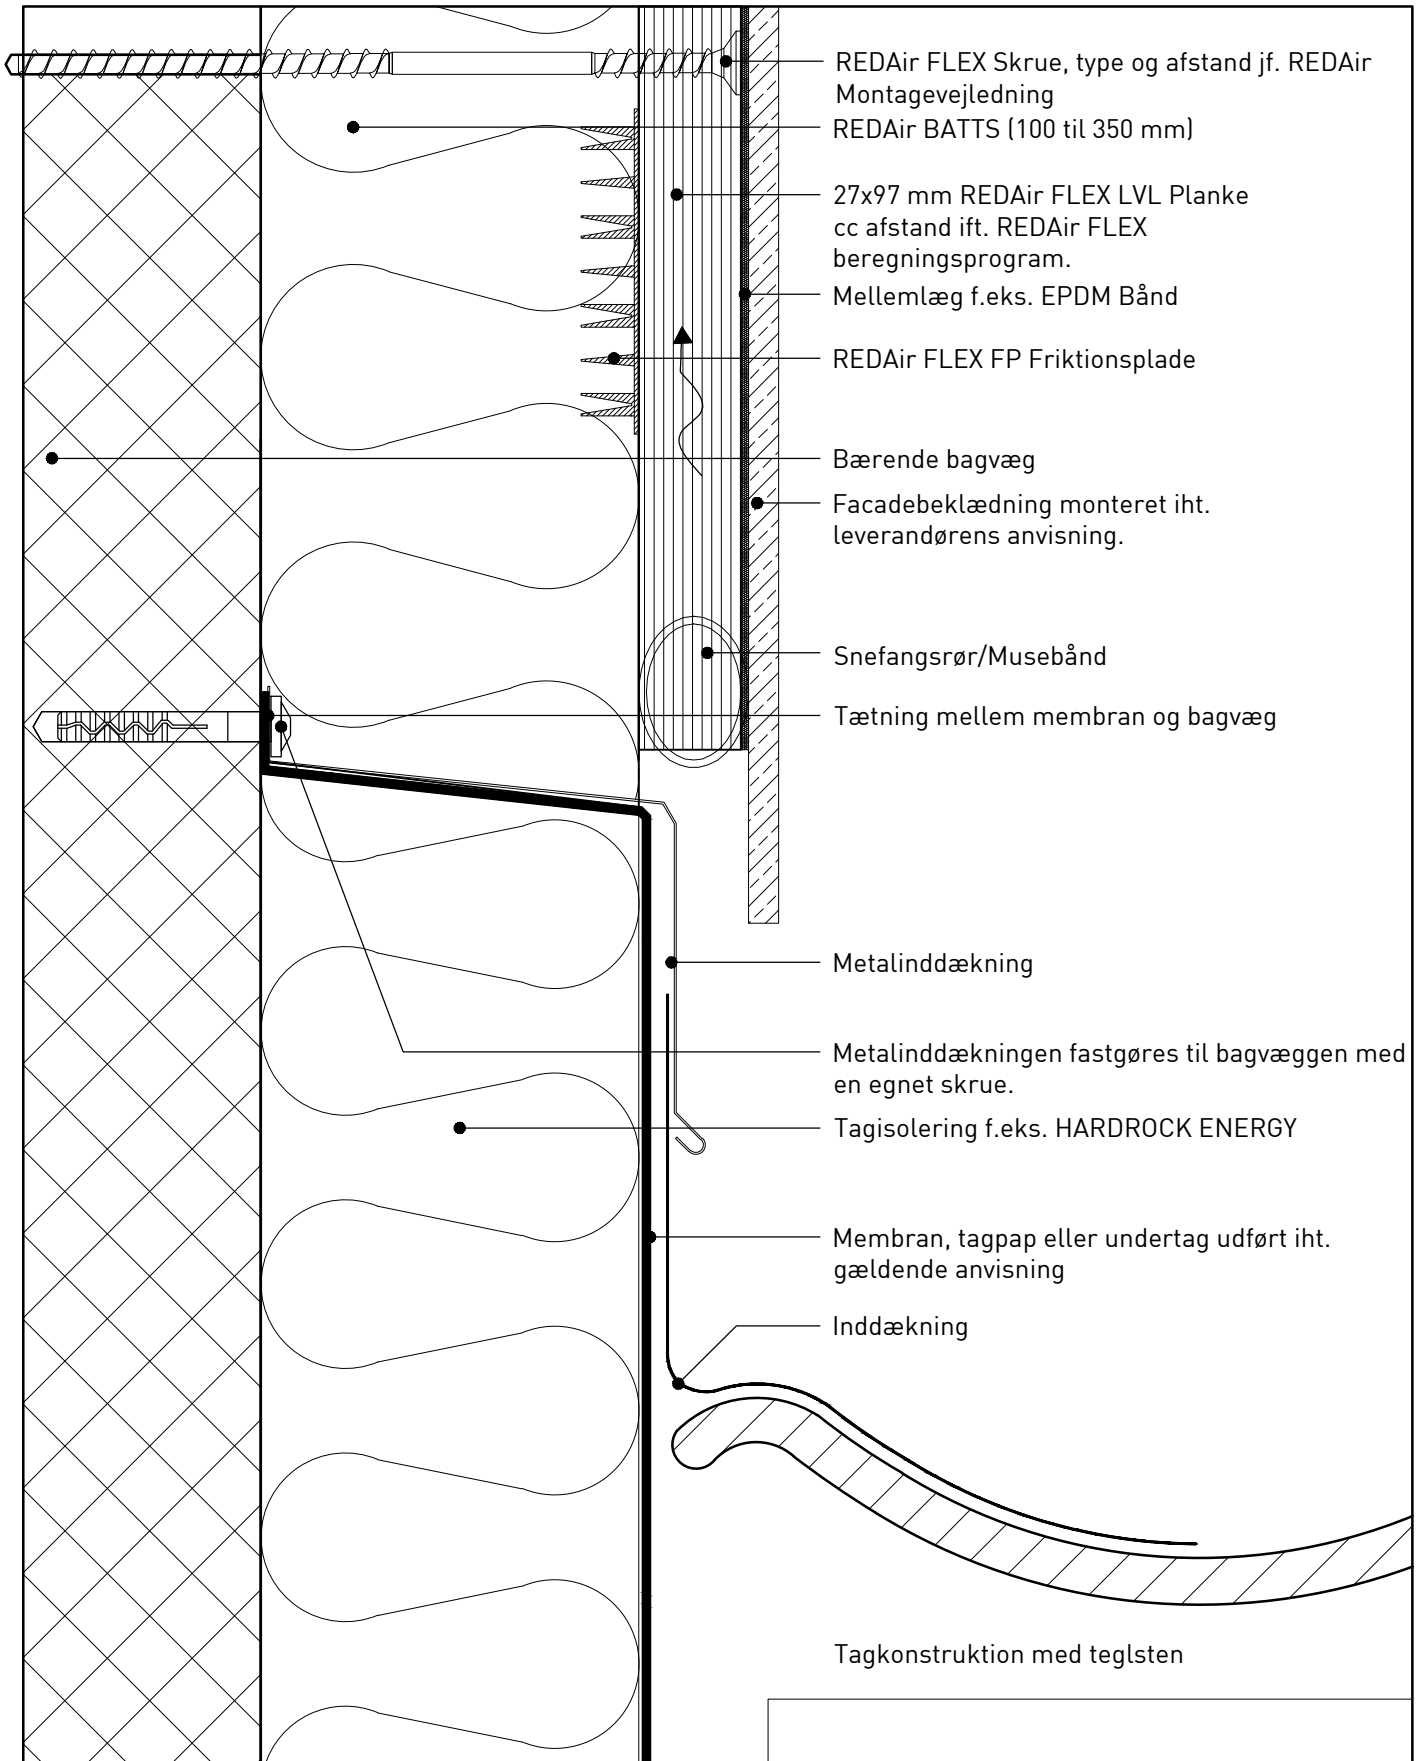 REDAir FLEX Skrue, type og afstand jf. REDAir
Montagevejledning
REDAir BATTS (100 til 350 mm)
27x97 mm REDAir FLEX LVL Planke
cc afstand ift. REDAir FLEX
beregningsprogram.
Mellemlæg f.eks. EPDM Bånd
REDAir FLEX FP Friktionsplade
Bærende bagvæg
Facadebeklædning monteret iht.
leverandørens anvisning.
Snefangsrør/Musebånd
Tætning mellem membran og bagvæg
Metalinddækning
Metalinddækningen fastgøres til bagvæggen med
en egnet skrue.
Tagisolering f.eks. HARDROCK ENERGY
Membran, tagpap eller undertag udført iht.
gældende anvisning
Inddækning
Tagkonstruktion med teglsten